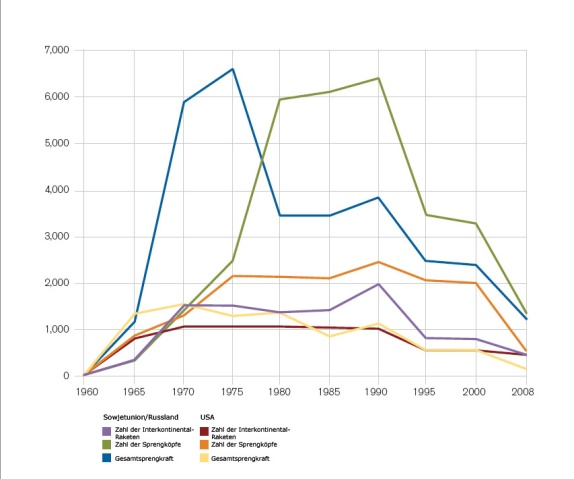 7,000
6,000
5,000
4,000
3,000
2,000
1,000
0
1960 1965 1970 1975 1980 1985 1990 1995 2000 2008
Sowjetunion/Russland USA
Zahl der Interkontinental- Zahl der Interkontinental-
Raketen Raketen
Zahl der Sprengköpfe Zahl der Sprengköpfe
Gesamtsprengkraft Gesamtsprengkraft